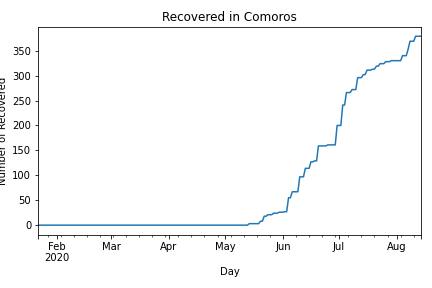 Recovered in Comoros
Number of Recovered
350
300
250
200
150
100
50
0
Feb
2020
Mar
Apr
May
Jun
Jul
Aug
Day